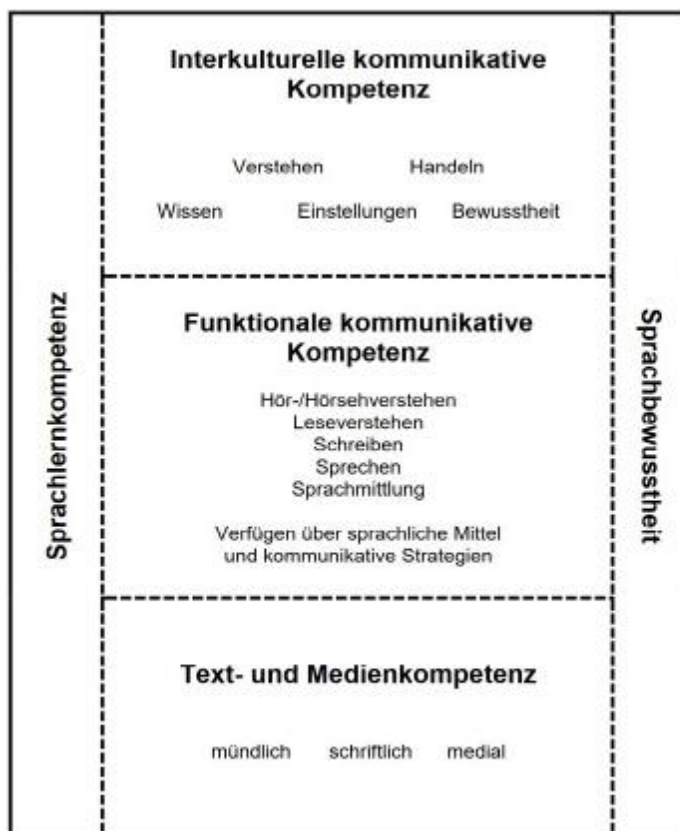 Interkulturelle kommunikative
Kompetenz
Verstehen Handeln
Wissen Einstellungen Bewusstheit
Sprachlernkompetenz
Funktionale kommunikative
Kompetenz
Hör-/Hörsehverstehen
Leseverstehen
Schreiben
Sprechen
Sprachmittlung
Verfügen über sprachliche Mittel
und kommunikative Strategien
Sprachbewusstheit
Text- und Medienkompetenz
mündlich schriftlich medial